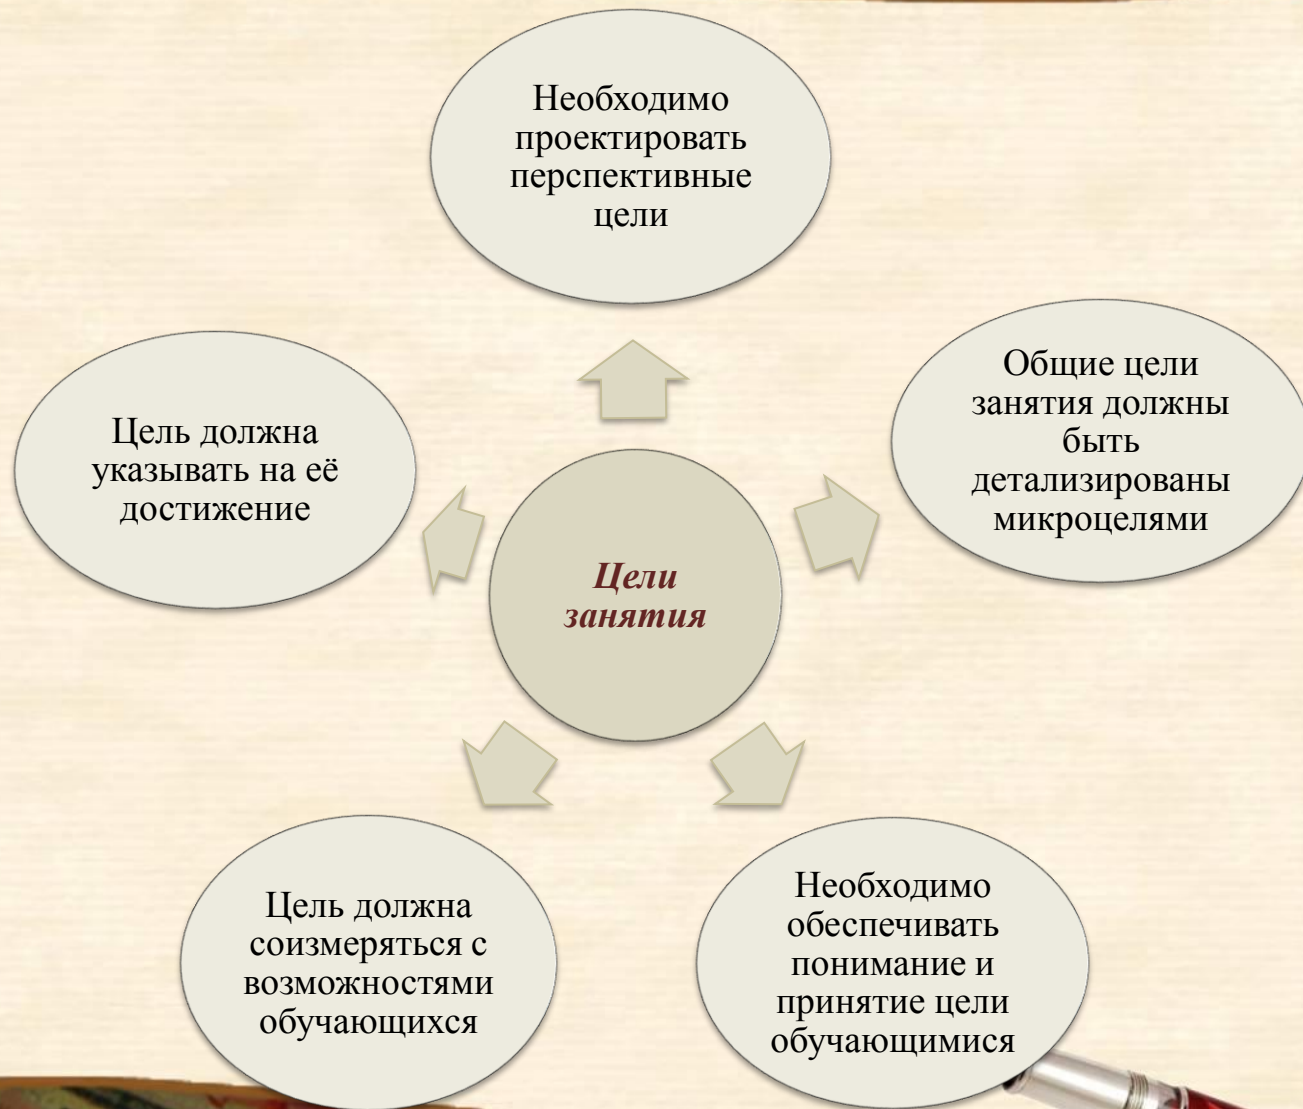 Необходимо
проектировать
перспективные
цели
Общие цели
занятия должны
быть
детализированы
микроцелями
Цель должна
указывать на её
достижение
Цели
занятия
Цель должна
соизмеряться с
возможностями
обучающихся
Необходимо
обеспечивать
понимание и
принятие цели
обучающимися